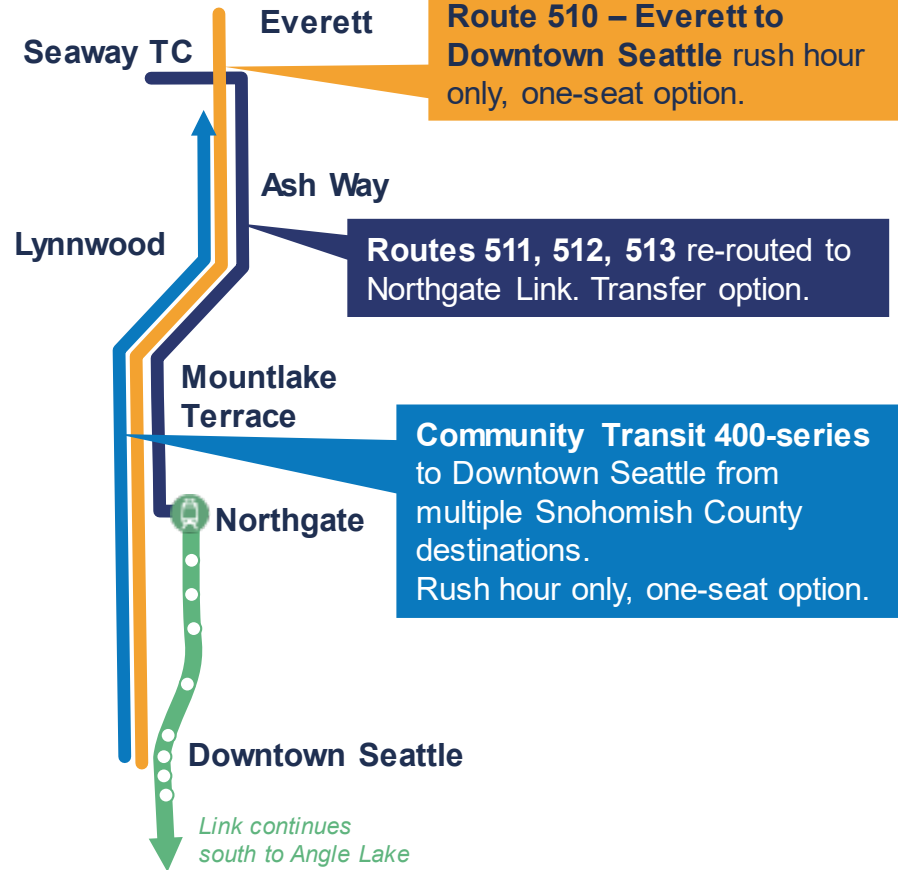 Everett
Seaway TC
Route 510 – Everett to
Downtown Seattle rush hour
only, one-seat option.
Ash Way
Lynnwood
Routes 511, 512, 513 re-routed to
Northgate Link. Transfer option.
Mountlake
Terrace
Community Transit 400-series
to Downtown Seattle from
multiple Snohomish County
destinations.
Rush hour only, one-seat option.
Northgate
Downtown Seattle
Link continues
south to Angle Lake